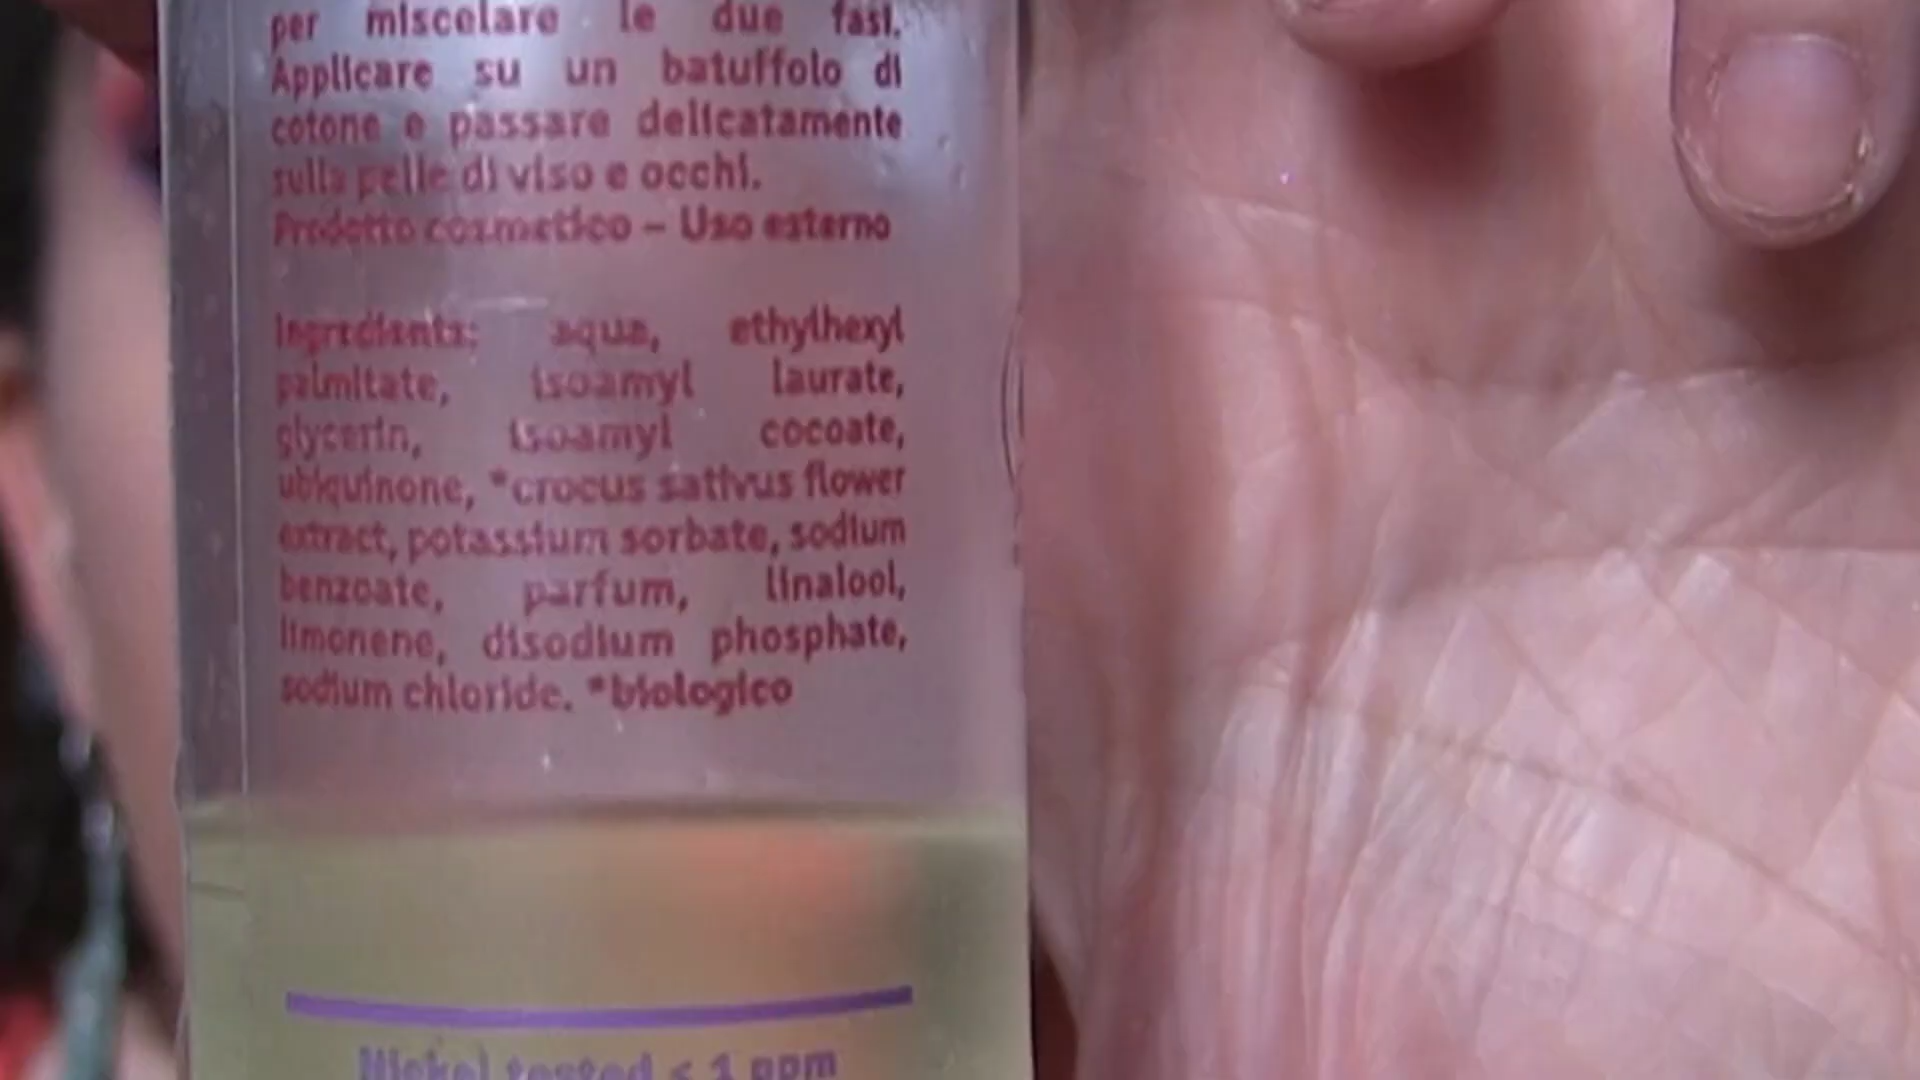 per miscelare le due fasi.
Applicare su un batuffolo di
cotone e passare delicatamente
sulla pelle di viso e occhi.
Prodotto cosmetico – Uso esterno
Ingredients: aqua, ethylhexyl
palmitate, isoamyl laurate,
glycerin, isoamyl cocoate,
ubiquinone, *crocus sativus flower
extract, potassium sorbate, sodium
benzoate, parfum, linalool,
limonene, disodium phosphate,
sodium chloride. *biologico
Nickel tested < 1 ppm